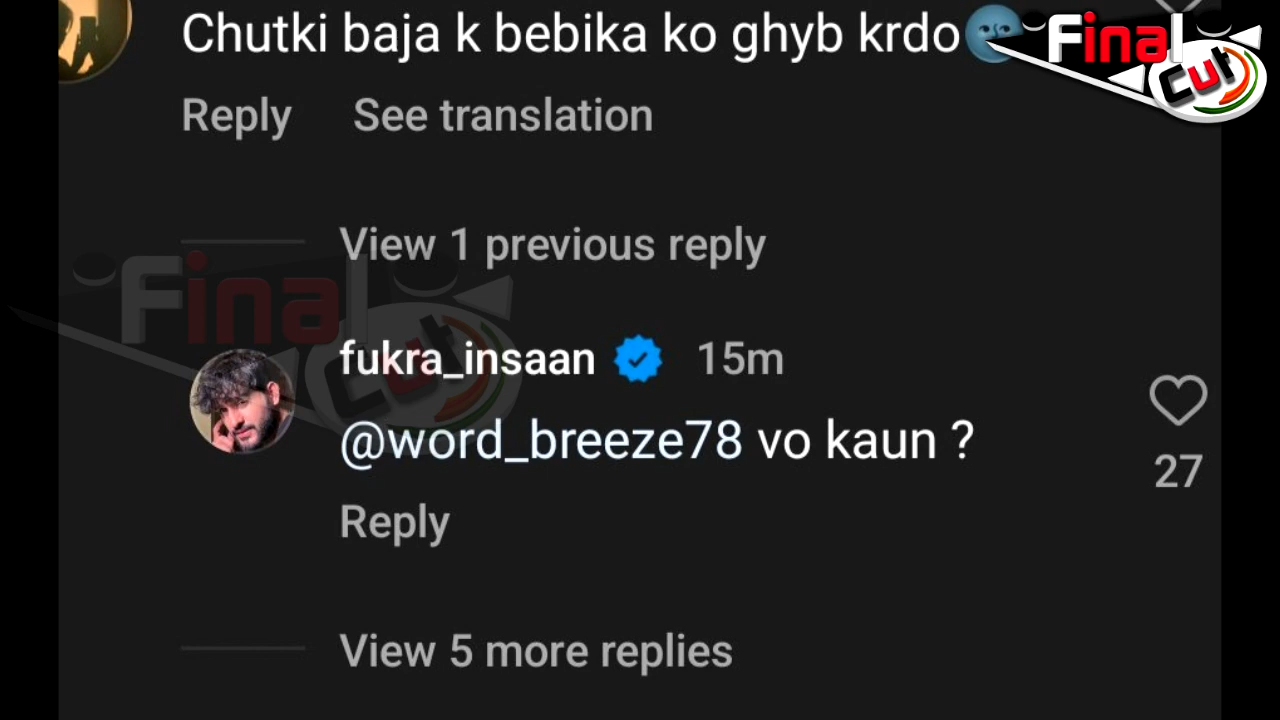 Chutki baja k bebika ko ghyb krdo🌚
Final
Cut
Reply See translation
View 1 previous reply
Final
Cut
fukra_insaan 15m
@word_breeze78 vo kaun ?
27
Reply
View 5 more replies